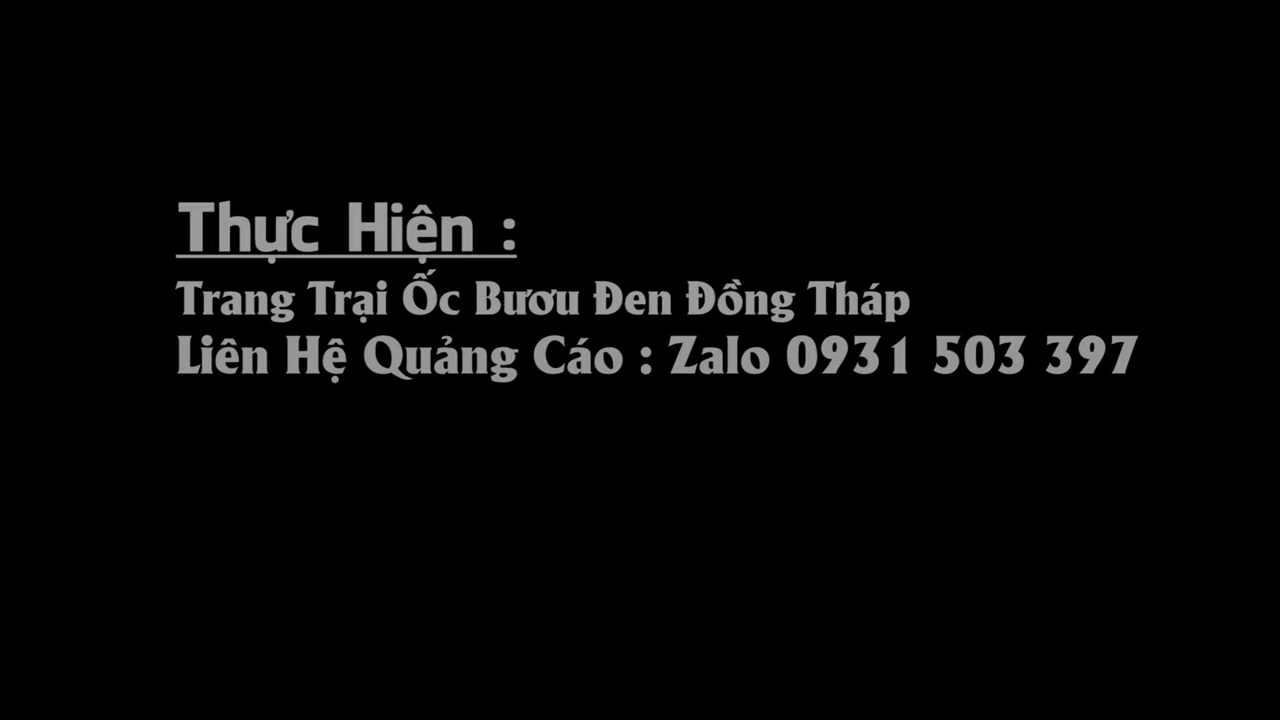 Thực Hiện :
Trang Trại Ốc Bươu Đen Đồng Tháp
Liên Hệ Quảng Cáo : Zalo 0931 503 397